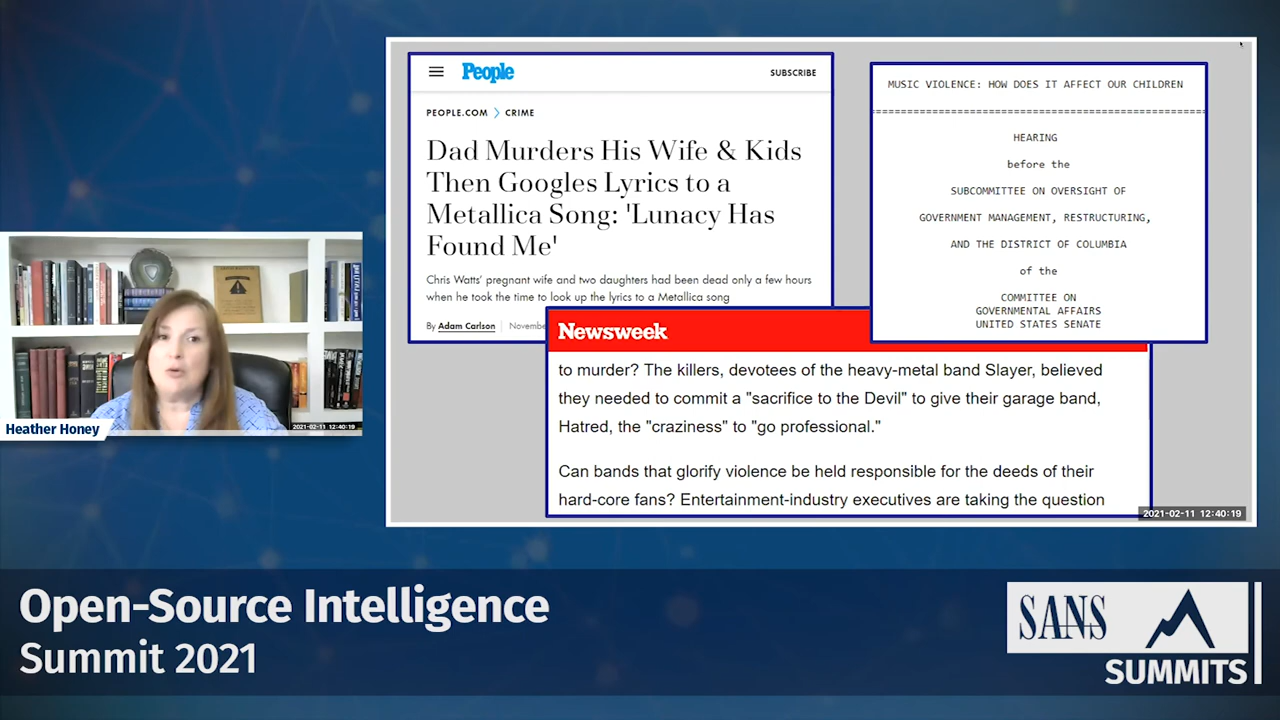 People
SUBSCRIBE
PEOPLE.COM > CRIME
Dad Murders His Wife & Kids
Then Googles Lyrics to a
Metallica Song: 'Lunacy Has
Found Me'
Chris Watts' pregnant wife and two daughters had been dead only a few hours
when he took the time to look up the lyrics to a Metallica song
By Adam Carlson | Novembe
MUSIC VIOLENCE: HOW DOES IT AFFECT OUR CHILDREN
HEARING
before the
SUBCOMMITTEE ON OVERSIGHT OF
GOVERNMENT MANAGEMENT, RESTRUCTURING,
AND THE DISTRICT OF COLUMBIA
of the
COMMITTEE ON
GOVERNMENTAL AFFAIRS
UNITED STATES SENATE
Newsweek
to murder? The killers, devotees of the heavy-metal band Slayer, believed
they needed to commit a "sacrifice to the Devil" to give their garage band,
Hatred, the "craziness" to "go professional."
Can bands that glorify violence be held responsible for the deeds of their
hard-core fans? Entertainment-industry executives are taking the question
2021-02-11 12:40:19
Heather Honey
2021-02-11 12:40:19
Open-Source Intelligence
Summit 2021
SANS
SUMMITS